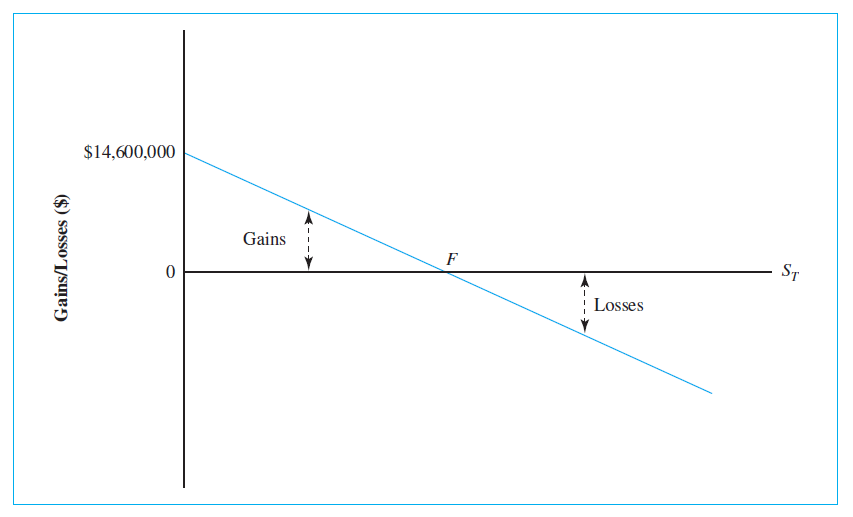 $14,600,000
Gains/Losses ($)
Gains
F
0
S_T
Losses